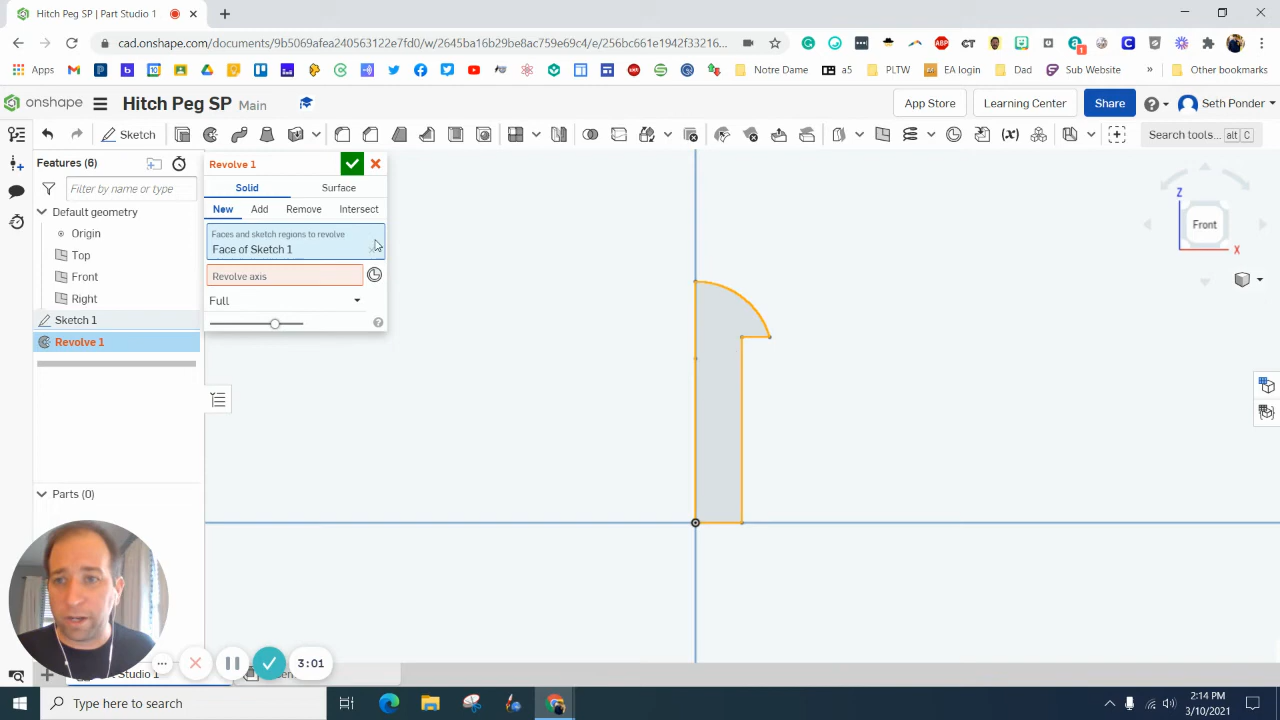 Hitch Peg SP | Part Studio 1
cad.onshape.com/documents/9b5069afea240563f22e7fd0/w/2645ba16b29be8c969e759e69c4/e/256bc661e1942f33216...
Apps
Notre Dame
a5
PLTW
EA login
Dad
Sub Website
Other bookmarks
onshape
Hitch Peg SP Main
App Store
Learning Center
Share
Seth Ponder
Sketch
Search tools...
alt C
Features (6)
Filter by name or type
Default geometry
Origin
Top
Front
Right
Sketch 1
Revolve 1
Parts (0)
Revolve 1
Solid
Surface
New
Add
Remove
Intersect
Faces and sketch regions to revolve
Face of Sketch 1
Revolve axis
Full
Z
Front
X
3:01
Type here to search
2:14 PM
3/10/2021